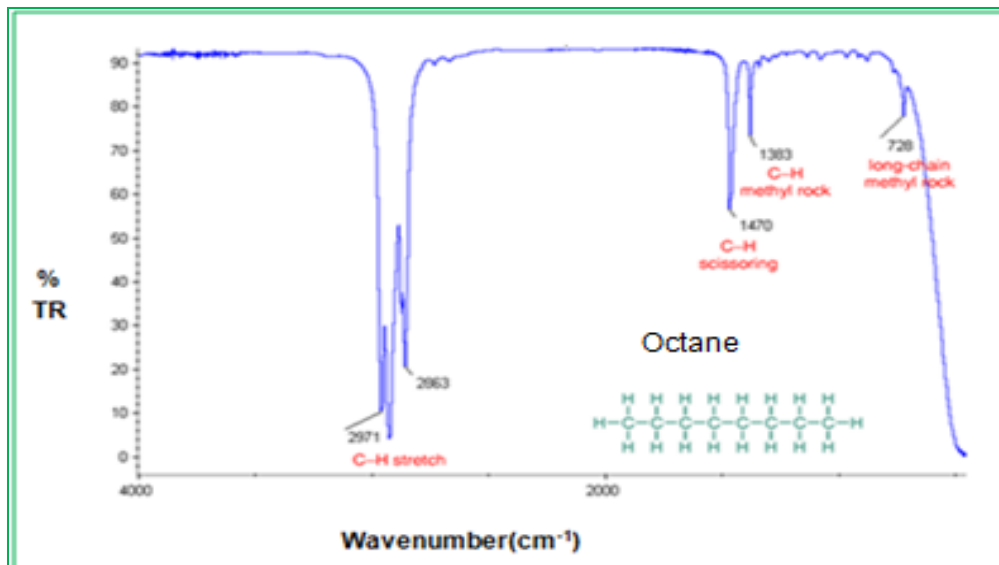 90
80
70
60
50
40
30
20
10
0
%
TR
4000
2000
2971
C–H stretch
2863
1470
C–H
scissoring
1383
C–H
methyl rock
728
long-chain
methyl rock
Octane
H H H H H H H H
H–C–C–C–C–C–C–C–C–H
H H H H H H H H
Wavenumber(cm⁻¹)